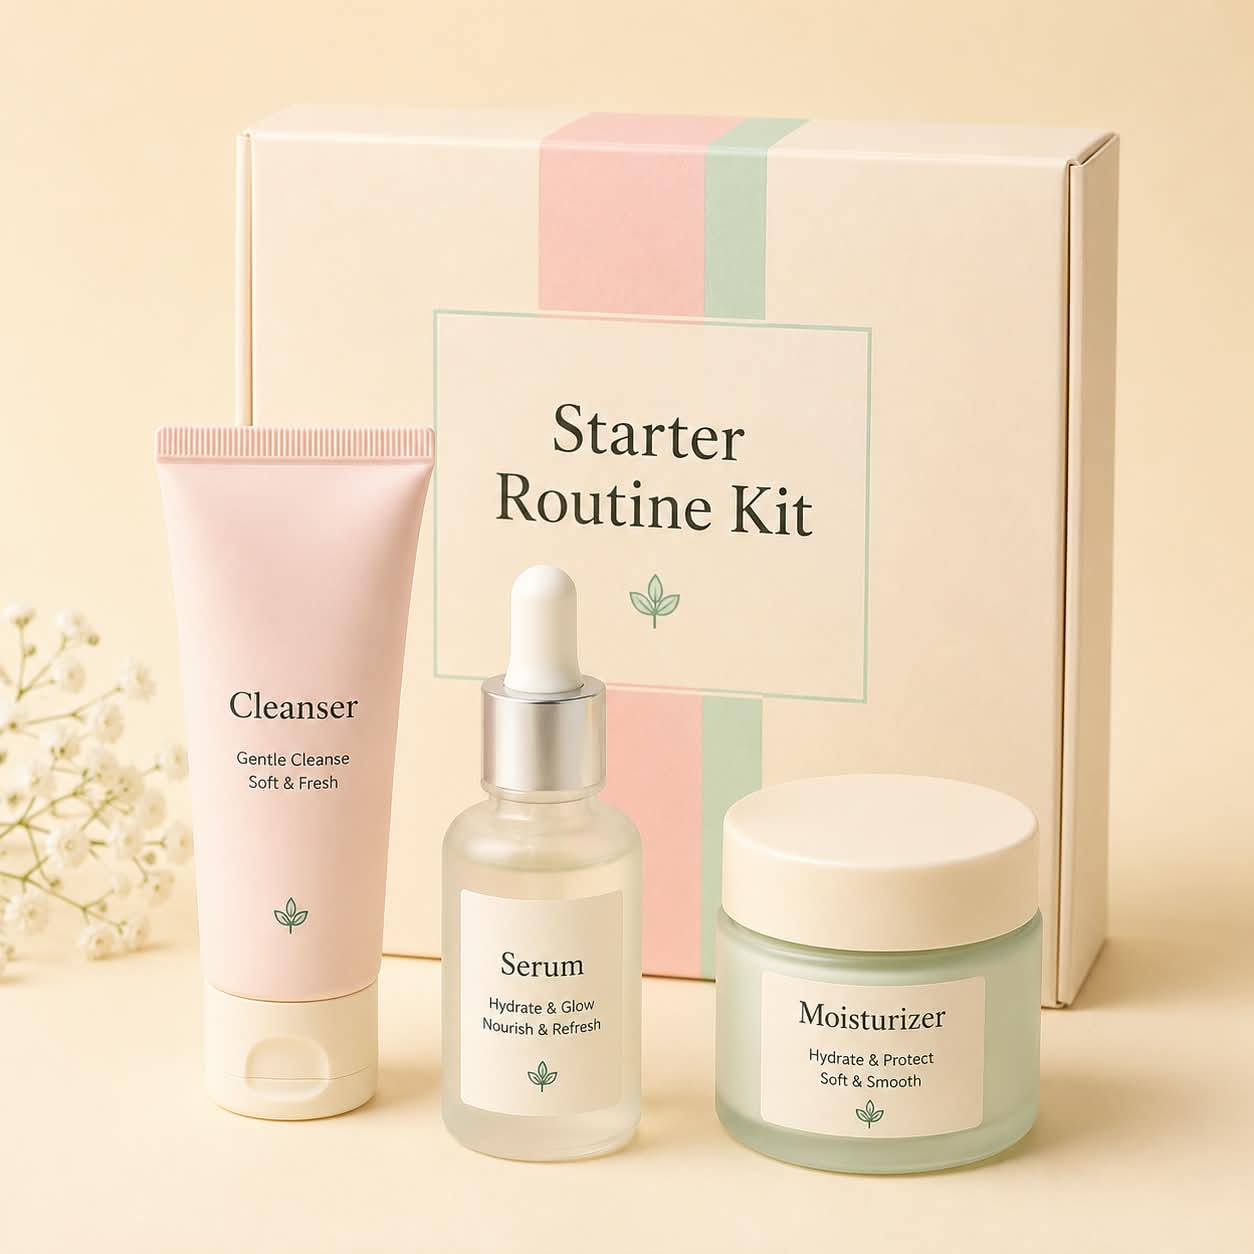 Starter
Routine Kit
Cleanser
Gentle Cleanse
Soft & Fresh
Serum
Hydrate & Glow
Nourish & Refresh
Moisturizer
Hydrate & Protect
Soft & Smooth